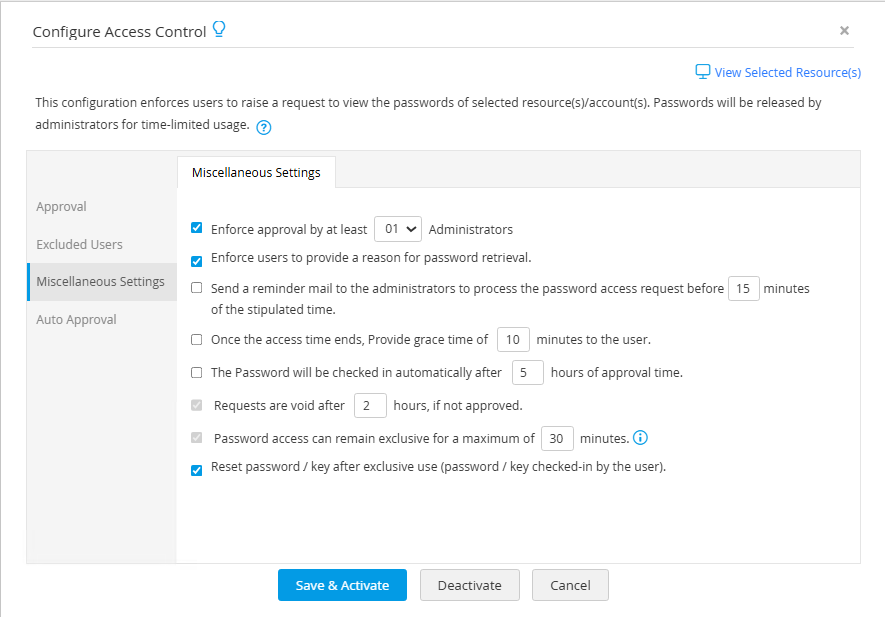 Configure Access Control
×
View Selected Resource(s)
This configuration enforces users to raise a request to view the passwords of selected resource(s)/account(s). Passwords will be released by
administrators for time-limited usage. ?
Miscellaneous Settings
Approval
Excluded Users
Miscellaneous Settings
Auto Approval
Enforce approval by at least 01 Administrators
Enforce users to provide a reason for password retrieval.
Send a reminder mail to the administrators to process the password access request before 15 minutes
of the stipulated time.
Once the access time ends, Provide grace time of 10 minutes to the user.
The Password will be checked in automatically after 5 hours of approval time.
Requests are void after 2 hours, if not approved.
Password access can remain exclusive for a maximum of 30 minutes. i
Reset password / key after exclusive use (password / key checked-in by the user).
Save & Activate Deactivate Cancel